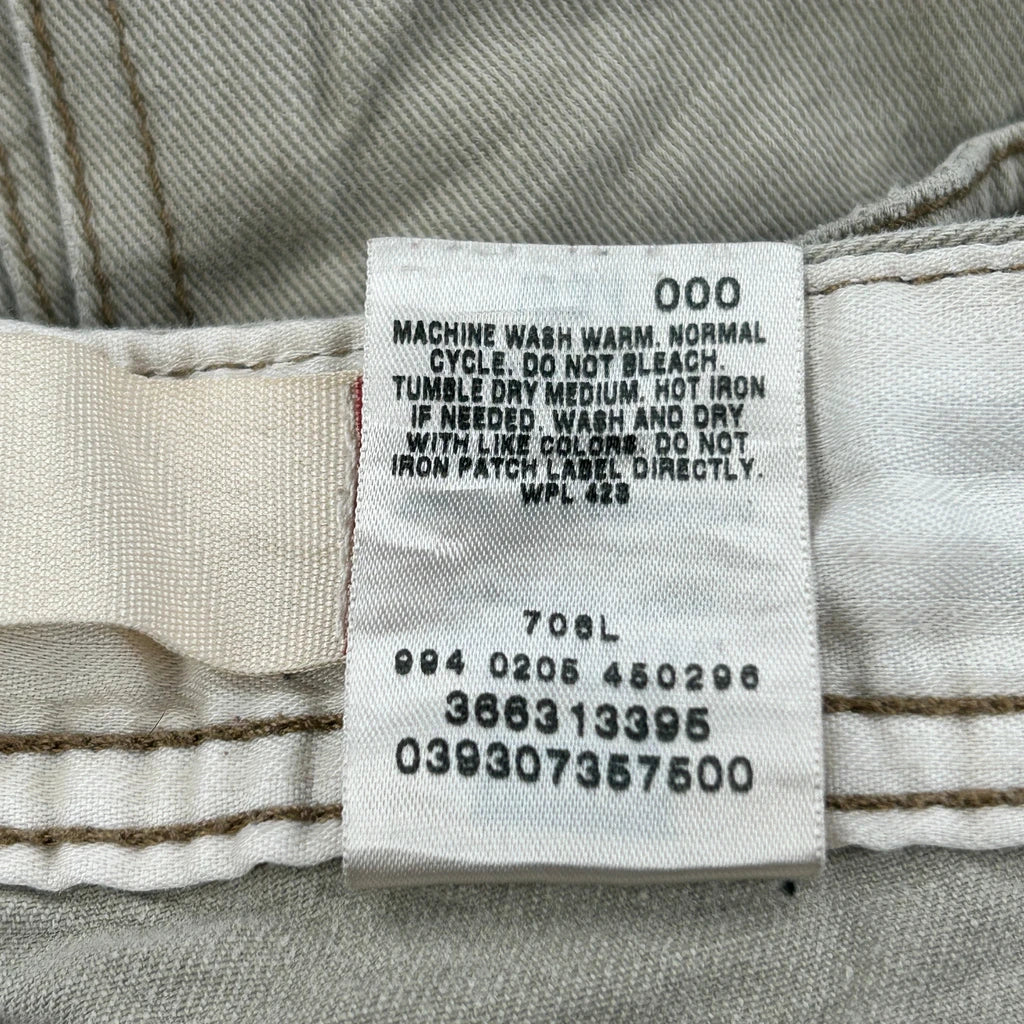 000
MACHINE WASH WARM. NORMAL
CYCLE. DO NOT BLEACH.
TUMBLE DRY MEDIUM. HOT IRON
IF NEEDED. WASH AND DRY
WITH LIKE COLORS. DO NOT
IRON PATCH LABEL DIRECTLY.
WPL 423
706L
994 0205 450296
366313395
039307357500